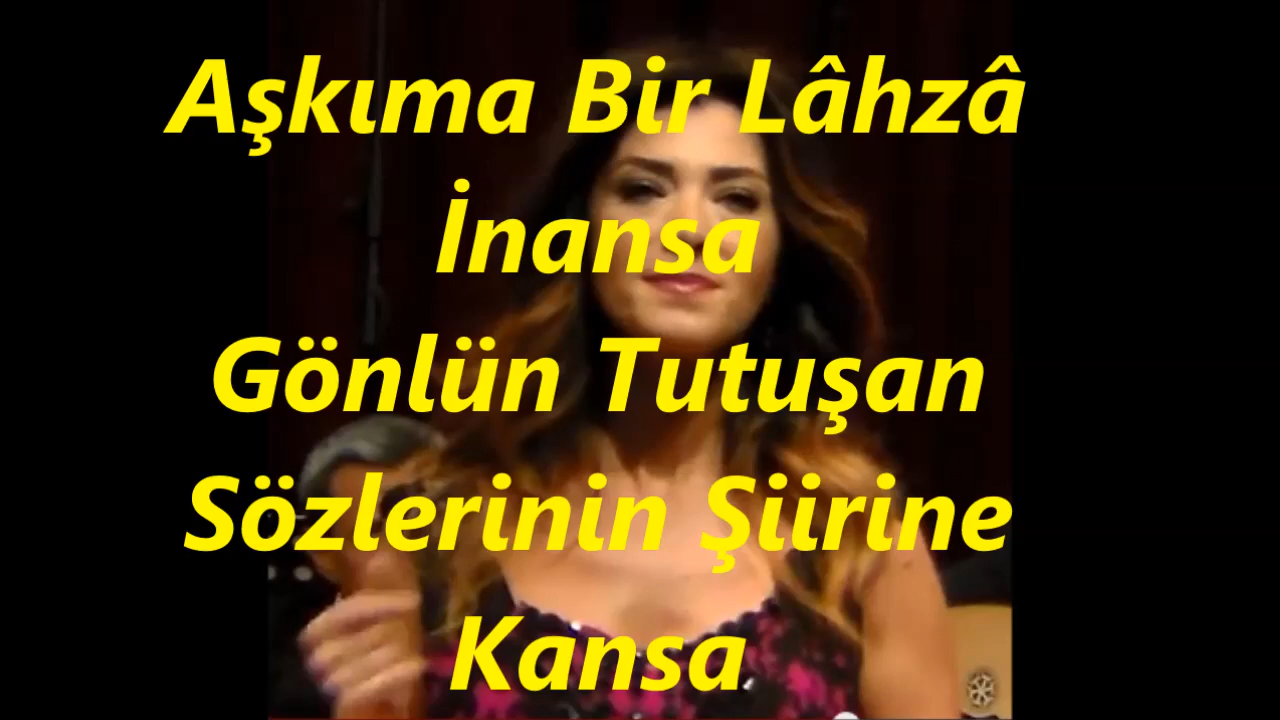 Aşkıma Bir Lâhzâ
İnansa
Gönlün Tutuşan
Sözlerinin Şiirine
Kansa